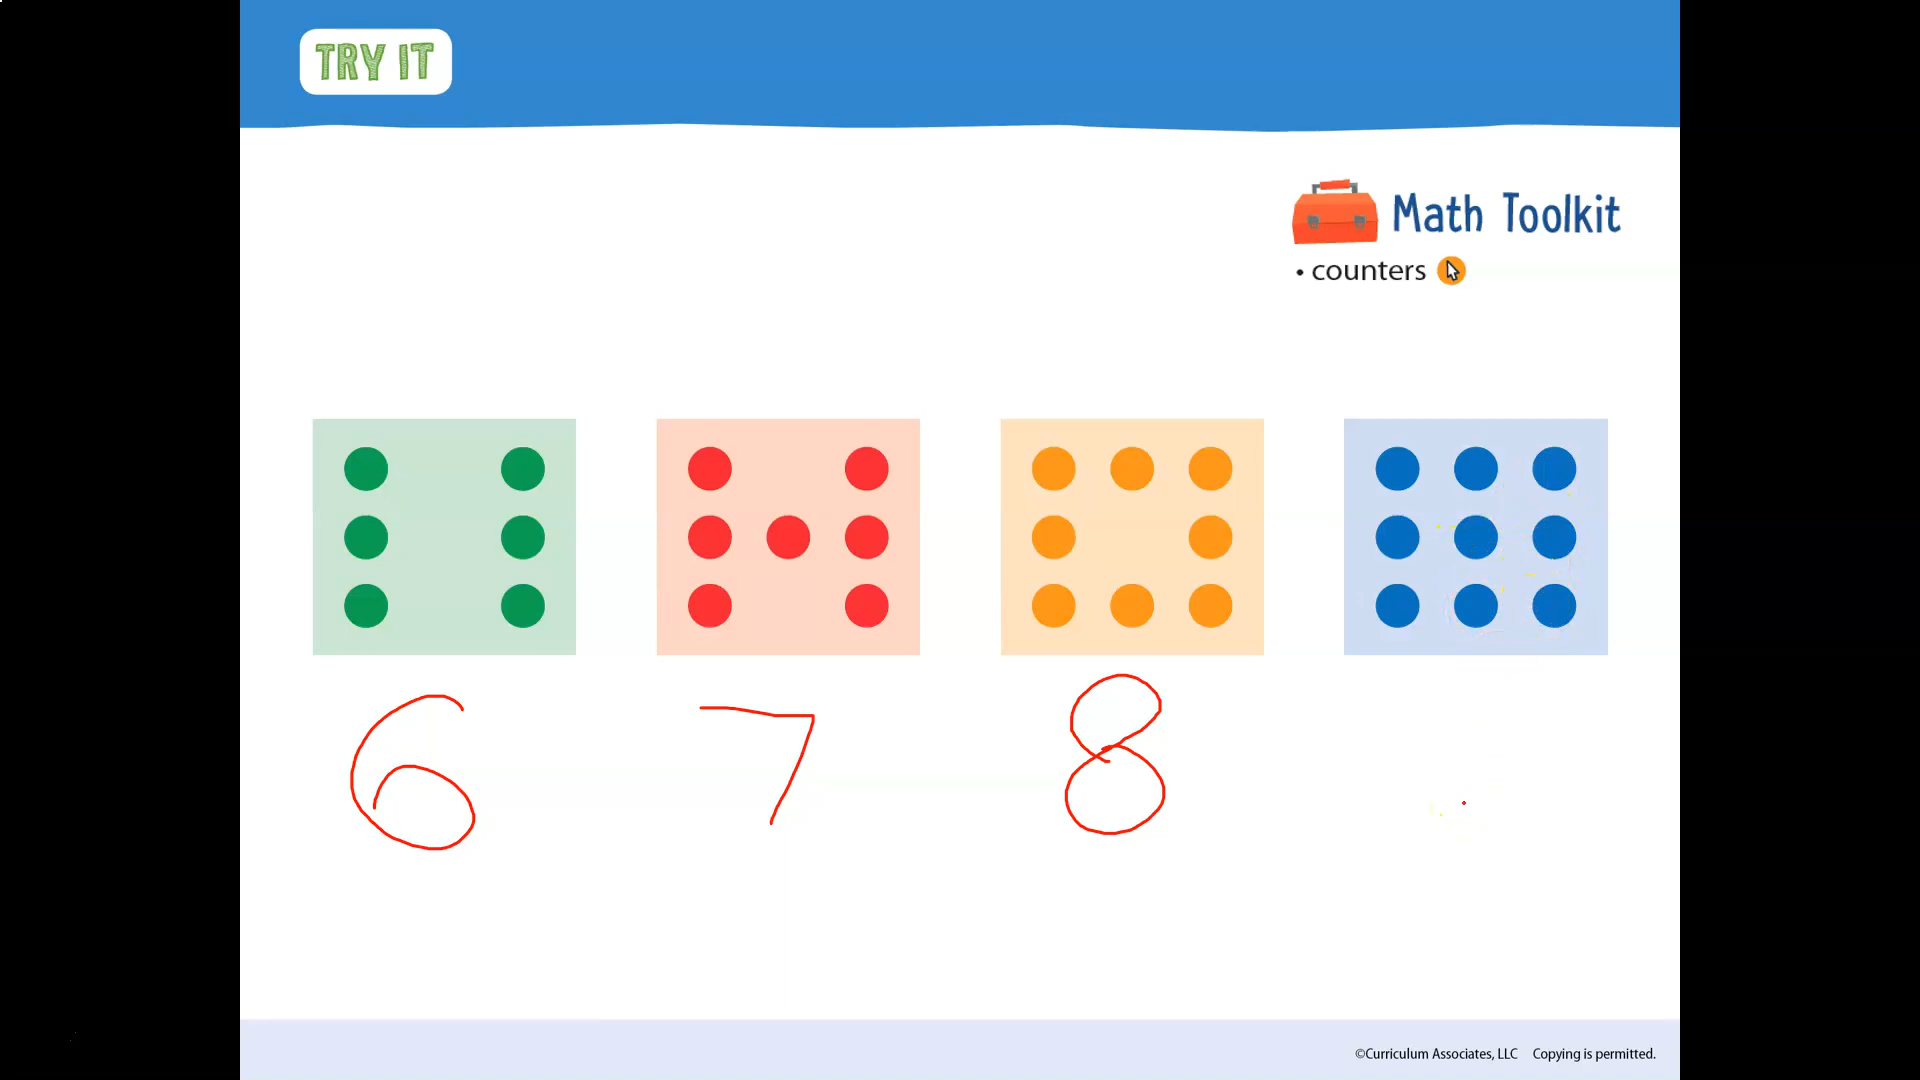 TRY IT
Math Toolkit
• counters
6 7 8
©Curriculum Associates, LLC Copying is permitted.